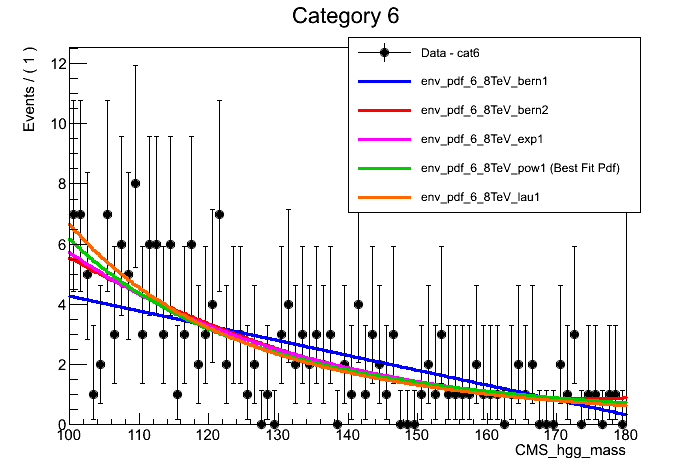 Category 6
Events / ( 1 )
12
10
8
6
4
2
0
Data - cat6
env_pdf_6_8TeV_bern1
env_pdf_6_8TeV_bern2
env_pdf_6_8TeV_exp1
env_pdf_6_8TeV_pow1 (Best Fit Pdf)
env_pdf_6_8TeV_lau1
100 110 120 130 140 150 160 170 180
CMS_hgg_mass